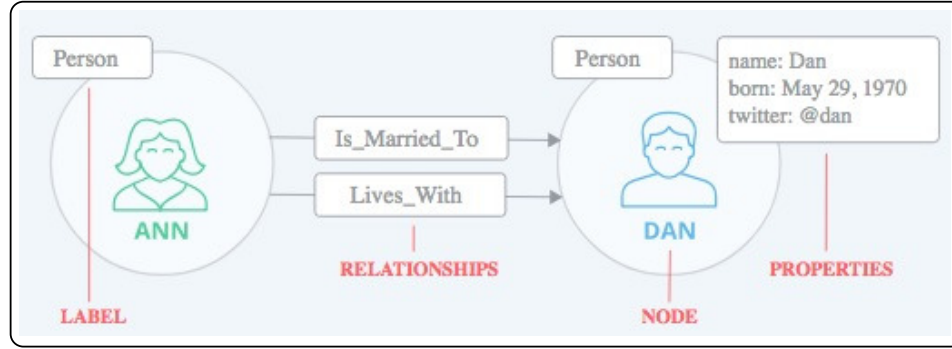 Person
Person
name: Dan
born: May 29, 1970
twitter: @dan
Is_Married_To
Lives_With
ANN
DAN
RELATIONSHIPS
PROPERTIES
LABEL
NODE